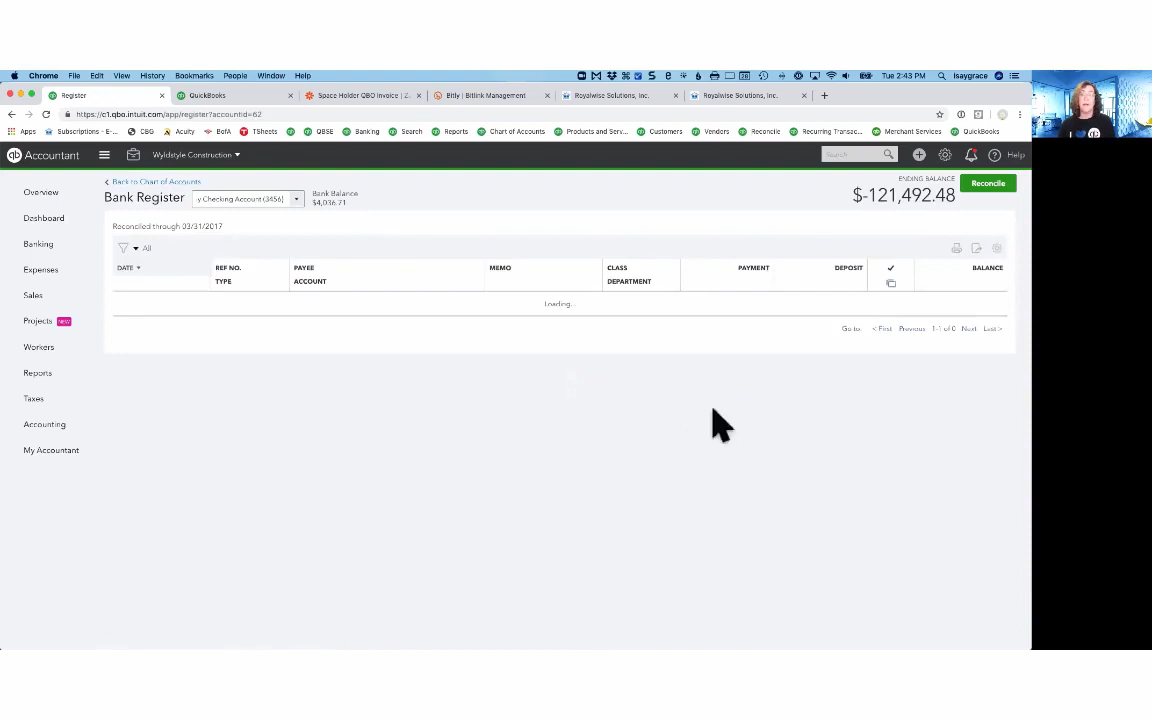 Chrome File Edit View History Bookmarks People Window Help Tue 2:43 PM lsaygrace
Register QuickBooks Space Holder QBO Invoice | Z Bitly | Bitlink Management Royalwise Solutions, Inc. Royalwise Solutions, Inc.
https://c1.qbo.intuit.com/app/register?accountid=62
Apps Subscriptions - E-... CBG Acuity BofA TSheets QBSE Banking Search Reports Chart of Accounts Products and Serv... Customers Vendors Reconcile Recurring Transac... Merchant Services QuickBooks
qb Accountant Wyldstyle Construction Search Help
Overview
Dashboard
Banking
Expenses
Sales
Projects NEW
Workers
Reports
Taxes
Accounting
My Accountant
Back to Chart of Accounts
Bank Register y Checking Account (3456)
Bank Balance
$4,036.71
ENDING BALANCE
$-121,492.48
Reconcile
Reconciled through 03/31/2017
All
DATE REF NO. PAYEE MEMO CLASS PAYMENT DEPOSIT ✓ BALANCE
TYPE ACCOUNT DEPARTMENT
Loading...
Go to: < First Previous 1-1 of 0 Next Last >